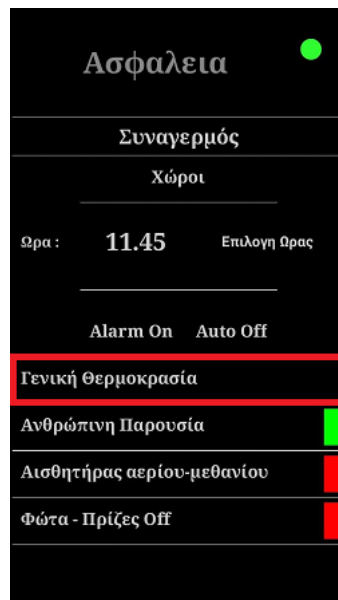 Ασφαλεια
Συναγερμός
Χώροι
Ωρα : 11.45 Επιλογη Ωρας
Alarm On Auto Off
Γενική Θερμοκρασία
Ανθρώπινη Παρουσία
Αισθητήρας αερίου-μεθανίου
Φώτα - Πρίζες Off